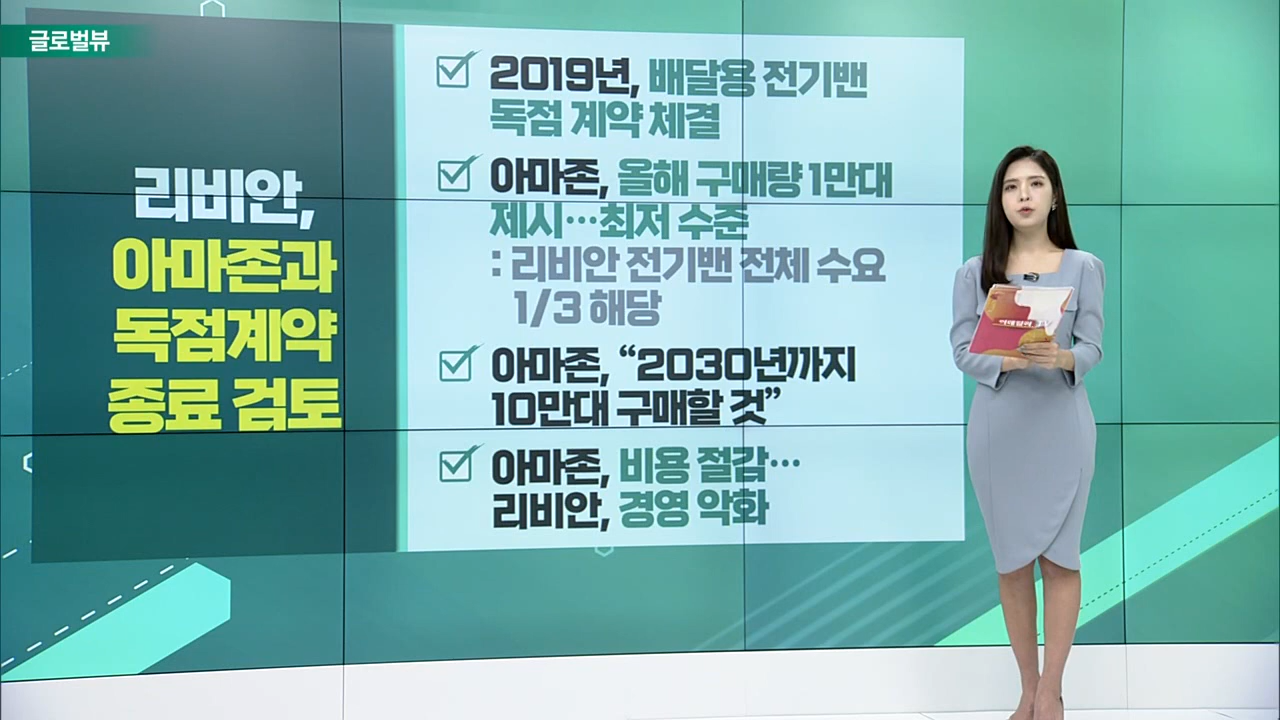 글로벌뷰
리비안,
아마존과
독점계약
종료 검토
2019년, 배달용 전기밴
독점 계약 체결
아마존, 올해 구매량 1만대
제시…최저 수준
: 리비안 전기밴 전체 수요
1/3 해당
아마존, “2030년까지
10만대 구매할 것”
아마존, 비용 절감…
리비안, 경영 악화